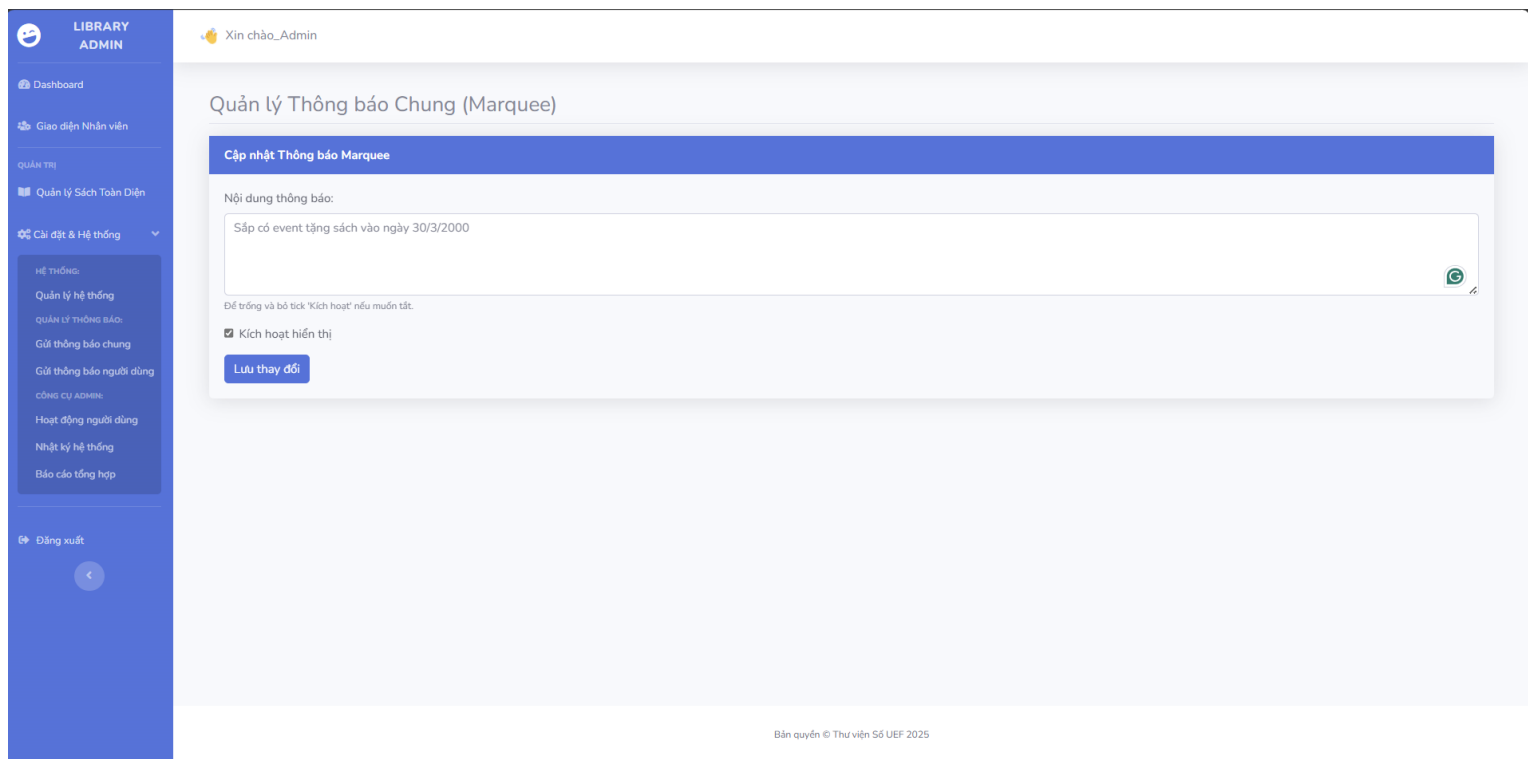 LIBRARY
ADMIN
Dashboard
Giao diện Nhân viên
QUẢN TRỊ
Quản lý Sách Toàn Diện
Cài đặt & Hệ thống
HỆ THỐNG:
Quản lý hệ thống
QUẢN LÝ THÔNG BÁO:
Gửi thông báo chung
Gửi thông báo người dùng
CÔNG CỤ ADMIN:
Hoạt động người dùng
Nhật ký hệ thống
Báo cáo tổng hợp
Đăng xuất
Xin chào_Admin
Quản lý Thông báo Chung (Marquee)
Cập nhật Thông báo Marquee
Nội dung thông báo:
Sắp có event tặng sách vào ngày 30/3/2000
Để trống và bỏ tick 'Kích hoạt' nếu muốn tắt.
Kích hoạt hiển thị
Lưu thay đổi
Bản quyền © Thư viện Số UEF 2025